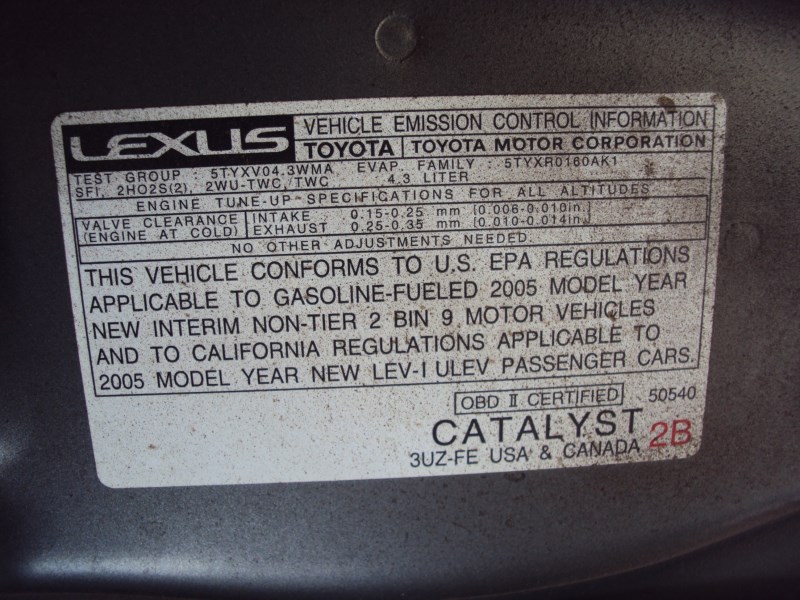 LEXUS VEHICLE EMISSION CONTROL INFORMATION
TOYOTA TOYOTA MOTOR CORPORATION
TEST GROUP : 5TYXV04.3WMA EVAP. FAMILY : 5TYXR0160AK1
SFI, 2HO2S(2), 2WU-TWC, TWC 4.3 LITER
ENGINE TUNE-UP SPECIFICATIONS FOR ALL ALTITUDES
VALVE CLEARANCE INTAKE 0.15-0.25 mm [0.006-0.010in.]
(ENGINE AT COLD) EXHAUST 0.25-0.35 mm [0.010-0.014in.]
NO OTHER ADJUSTMENTS NEEDED.
THIS VEHICLE CONFORMS TO U.S. EPA REGULATIONS
APPLICABLE TO GASOLINE-FUELED 2005 MODEL YEAR
NEW INTERIM NON-TIER 2 BIN 9 MOTOR VEHICLES
AND TO CALIFORNIA REGULATIONS APPLICABLE TO
2005 MODEL YEAR NEW LEV-I ULEV PASSENGER CARS.
OBD II CERTIFIED 50540
CATALYST 2B
3UZ-FE USA & CANADA